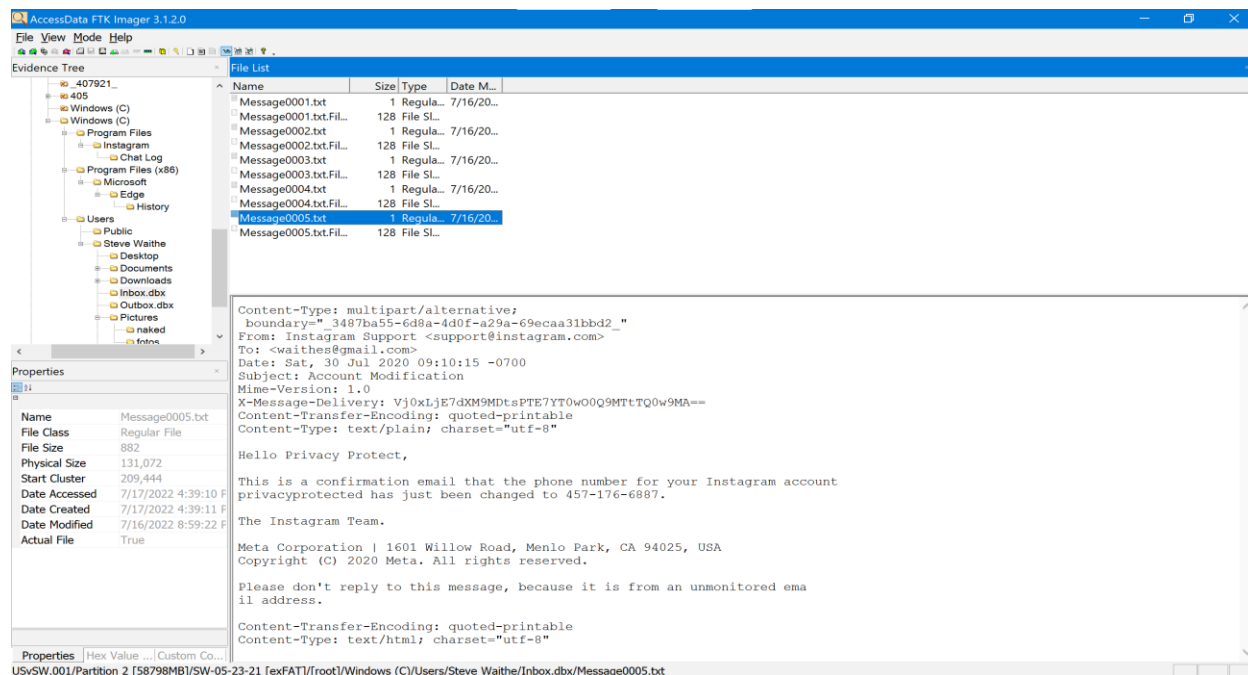 AccessData FTK Imager 3.1.2.0
File View Mode Help
Evidence Tree
_407921_
405
Windows (C)
Windows (C)
Program Files
Instagram
Chat Log
Program Files (x86)
Microsoft
Edge
History
Users
Public
Steve Waithe
Desktop
Documents
Downloads
Inbox.dbx
Outbox.dbx
Pictures
naked
fotos
File List
Name Size Type Date M...
Message0001.txt 1 Regula... 7/16/20...
Message0001.txt.Fil... 128 File Sl...
Message0002.txt 1 Regula... 7/16/20...
Message0002.txt.Fil... 128 File Sl...
Message0003.txt 1 Regula... 7/16/20...
Message0003.txt.Fil... 128 File Sl...
Message0004.txt 1 Regula... 7/16/20...
Message0004.txt.Fil... 128 File Sl...
Message0005.txt 1 Regula... 7/16/20...
Message0005.txt.Fil... 128 File Sl...
Properties
Name Message0005.txt
File Class Regular File
File Size 882
Physical Size 131,072
Start Cluster 209,444
Date Accessed 7/17/2022 4:39:10 P
Date Created 7/17/2022 4:39:11 P
Date Modified 7/16/2022 8:59:22 P
Actual File True
Properties Hex Value ... Custom Co...
Content-Type: multipart/alternative;
boundary="_3487ba55-6d8a-4d0f-a29a-69ecaa31bbd2_"
From: Instagram Support <support@instagram.com>
To: <waithes@gmail.com>
Date: Sat, 30 Jul 2020 09:10:15 -0700
Subject: Account Modification
Mime-Version: 1.0
X-Message-Delivery: Vj0xLjE7dXM9MDtsPTE7YT0wO0Q9MTtTQ0w9MA==
Content-Transfer-Encoding: quoted-printable
Content-Type: text/plain; charset="utf-8"
Hello Privacy Protect,
This is a confirmation email that the phone number for your Instagram account
privacyprotected has just been changed to 457-176-6887.
The Instagram Team.
Meta Corporation | 1601 Willow Road, Menlo Park, CA 94025, USA
Copyright (C) 2020 Meta. All rights reserved.
Please don't reply to this message, because it is from an unmonitored ema
il address.
Content-Transfer-Encoding: quoted-printable
Content-Type: text/html; charset="utf-8"
USvSW.001/Partition 2 [58798MB]/SW-05-23-21 [exFAT]/[root]/Windows (C)/Users/Steve Waithe/Inbox.dbx/Message0005.txt